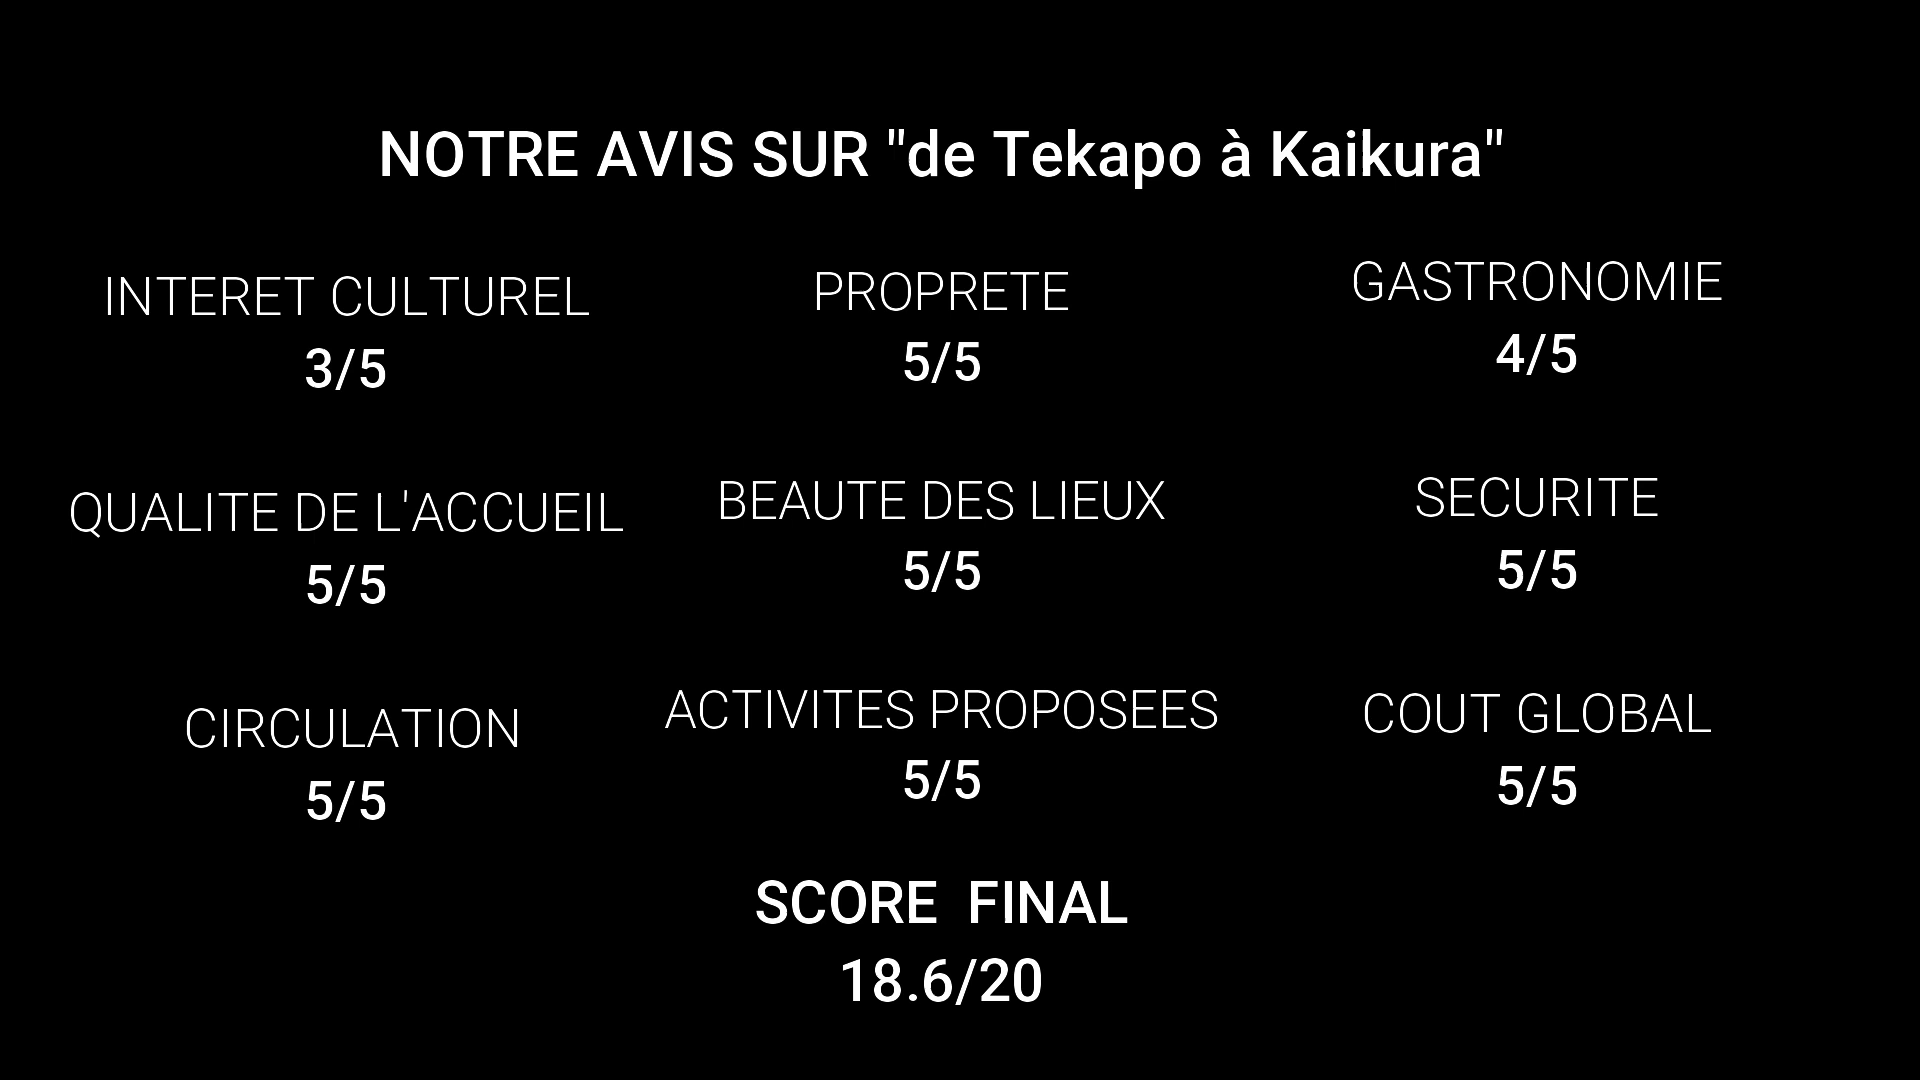 NOTRE AVIS SUR "de Tekapo à Kaikura"
INTERET CULTUREL
3/5
PROPRETE
5/5
GASTRONOMIE
4/5
QUALITE DE L'ACCUEIL
5/5
BEAUTE DES LIEUX
5/5
SECURITE
5/5
CIRCULATION
5/5
ACTIVITES PROPOSEES
5/5
COUT GLOBAL
5/5
SCORE FINAL
18.6/20